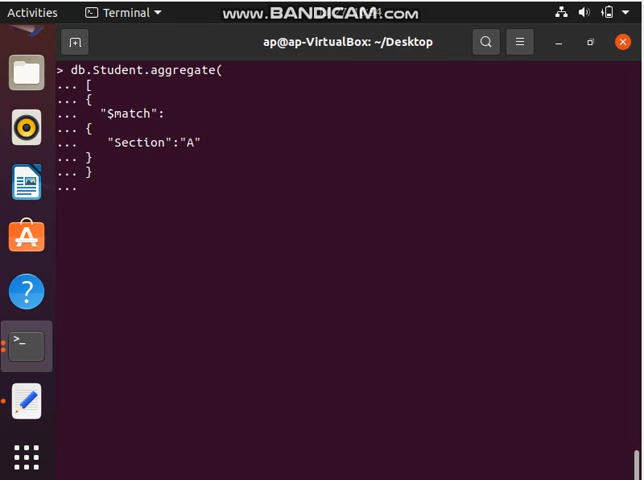 Activities
Terminal
www.BANDICAM.com
ap@ap-VirtualBox: ~/Desktop
> db.Student.aggregate(
... [
... {
...   "$match":
... {
...    "Section":"A"
... }
... }
...